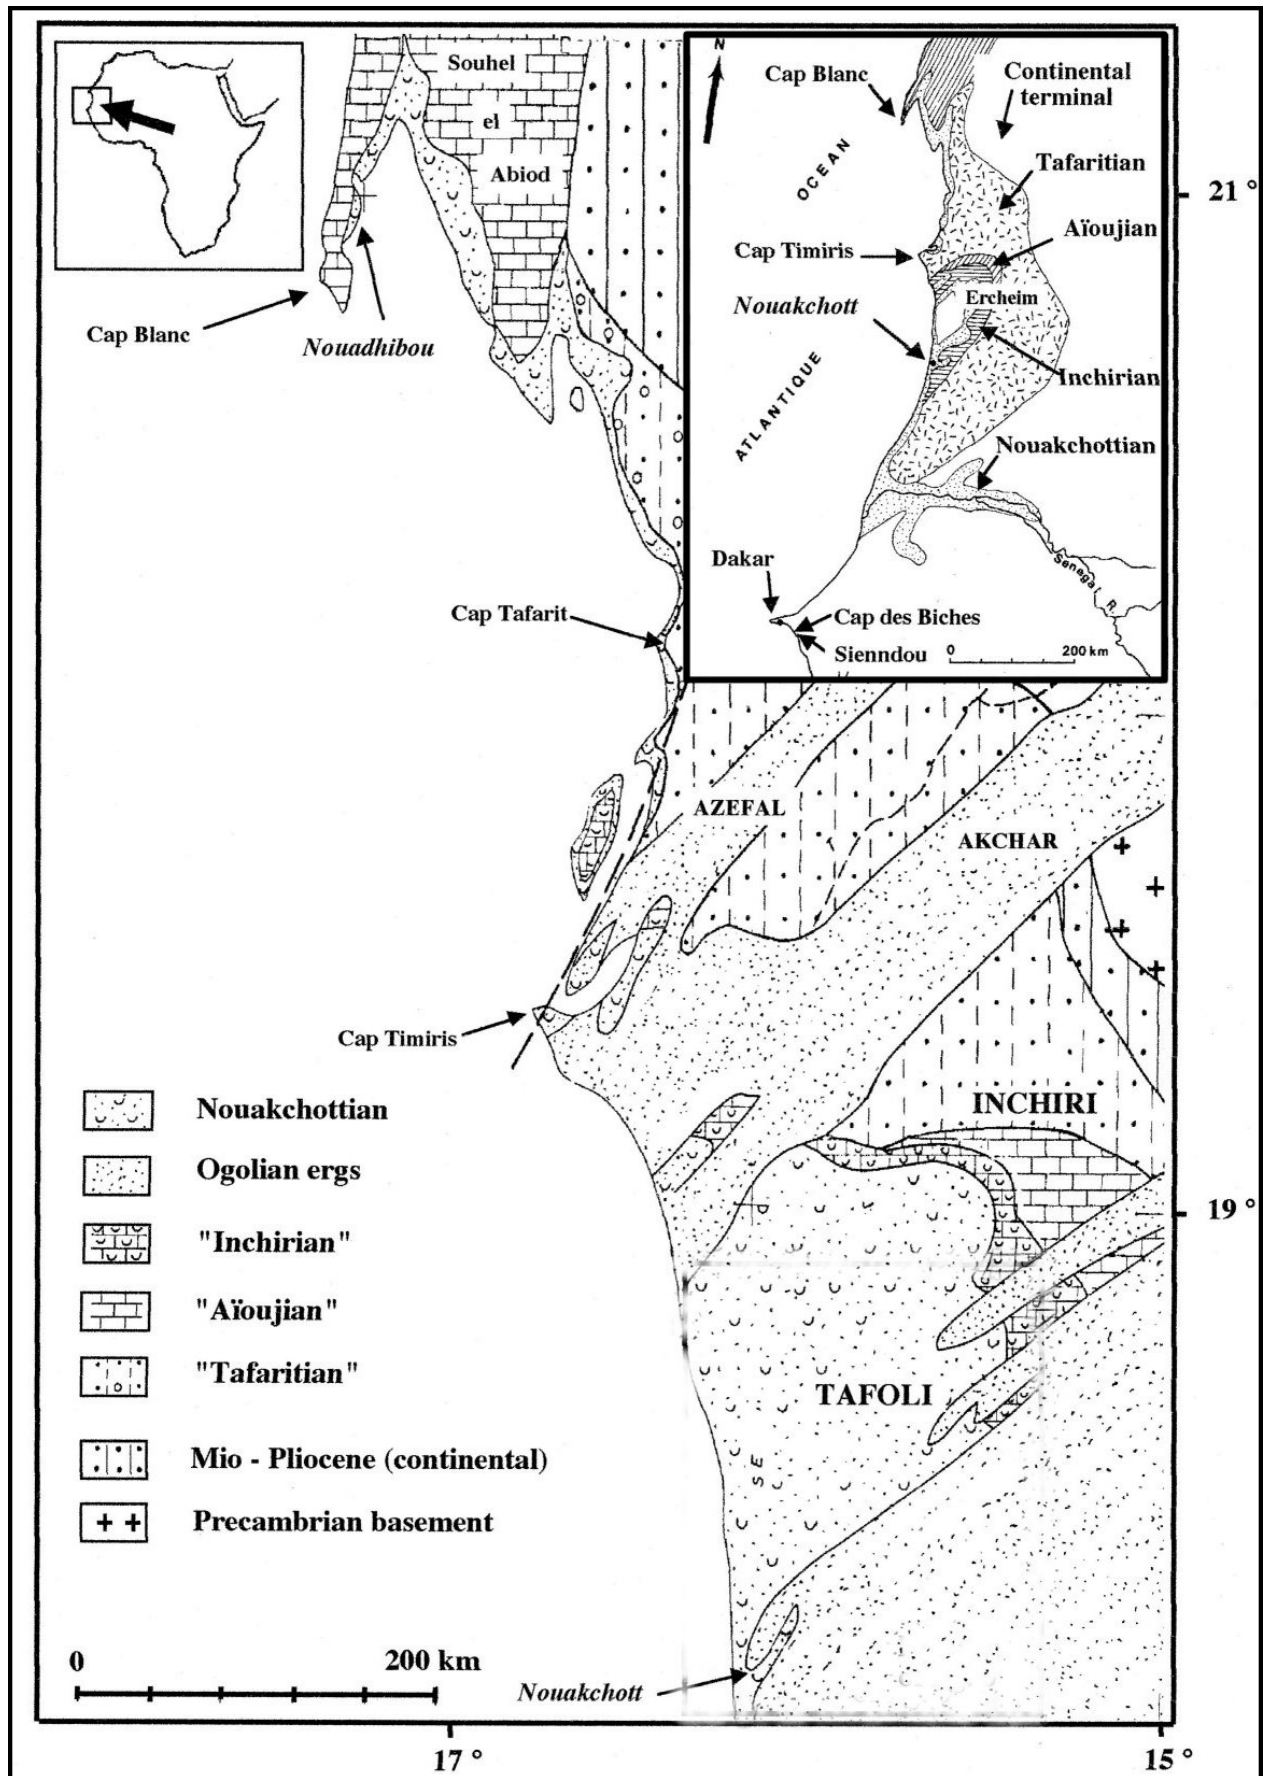 Souhel
el
Abiod
Cap Blanc
Nouadhibou
N
Cap Blanc
Continental
terminal
OCEAN
Tafaritian
Aïoujian
Cap Timiris
Ercheim
Nouakchott
Inchirian
ATLANTIQUE
Nouakchottian
Dakar
Senegal R.
Cap des Biches
Sienndou
0 200 km
21 °
Cap Tafarit
AZEFAL
AKCHAR
Cap Timiris
INCHIRI
19 °
TAFOLI
SE
Nouakchottian
Ogolian ergs
"Inchirian"
"Aïoujian"
"Tafaritian"
Mio - Pliocene (continental)
Precambrian basement
0 200 km
Nouakchott
17 ° 15 °